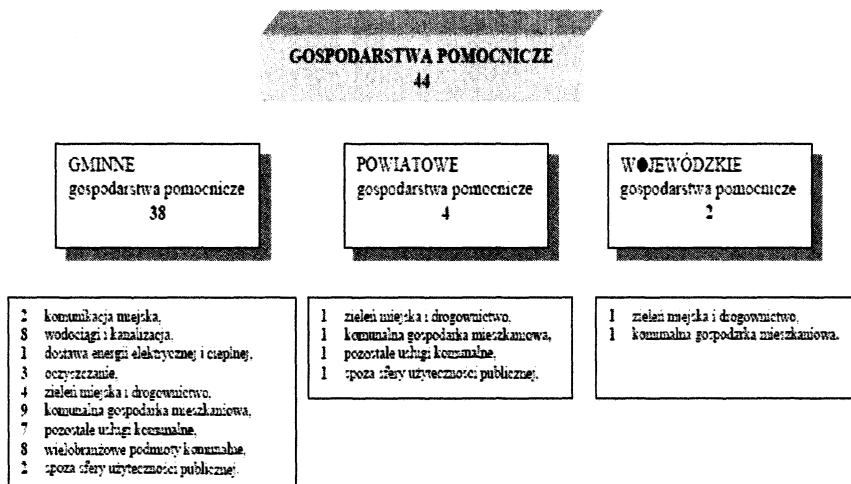 GOSPODARSTWA POMOCNICZE
44
GMINNE
gospodarstwa pomocnicze
38
POWIATOWE
gospodarstwa pomocnicze
4
WOJEWÓDZKIE
gospodarstwa pomocnicze
2
2 komunikacja miejska,
8 wodociągi i kanalizacja,
1 dostawa energii elektrycznej i cieplnej,
3 oczyszczanie,
4 zieleń miejska i drogownictwo,
9 komunalna gospodarka mieszkaniowa,
7 pozostałe usługi komunalne,
8 wielobranżowe podmioty komunalne,
2 spoza sfery użyteczności publicznej.
1 zieleń miejska i drogownictwo,
1 komunalna gospodarka mieszkaniowa,
1 pozostałe usługi komunalne,
1 spoza sfery użyteczności publicznej.
1 zieleń miejska i drogownictwo,
1 komunalna gospodarka mieszkaniowa.